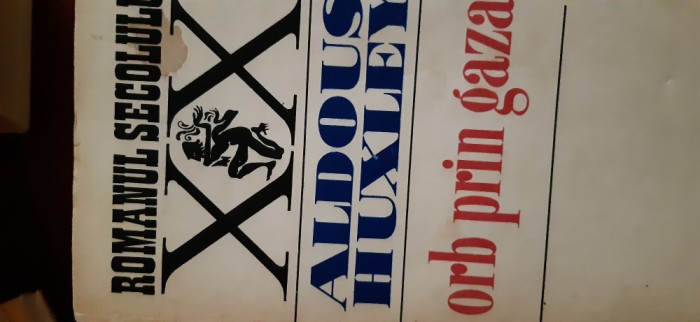 ROMANUL SECOLULUI
XX
ALDOUS
HUXLEY
orb prin gaza